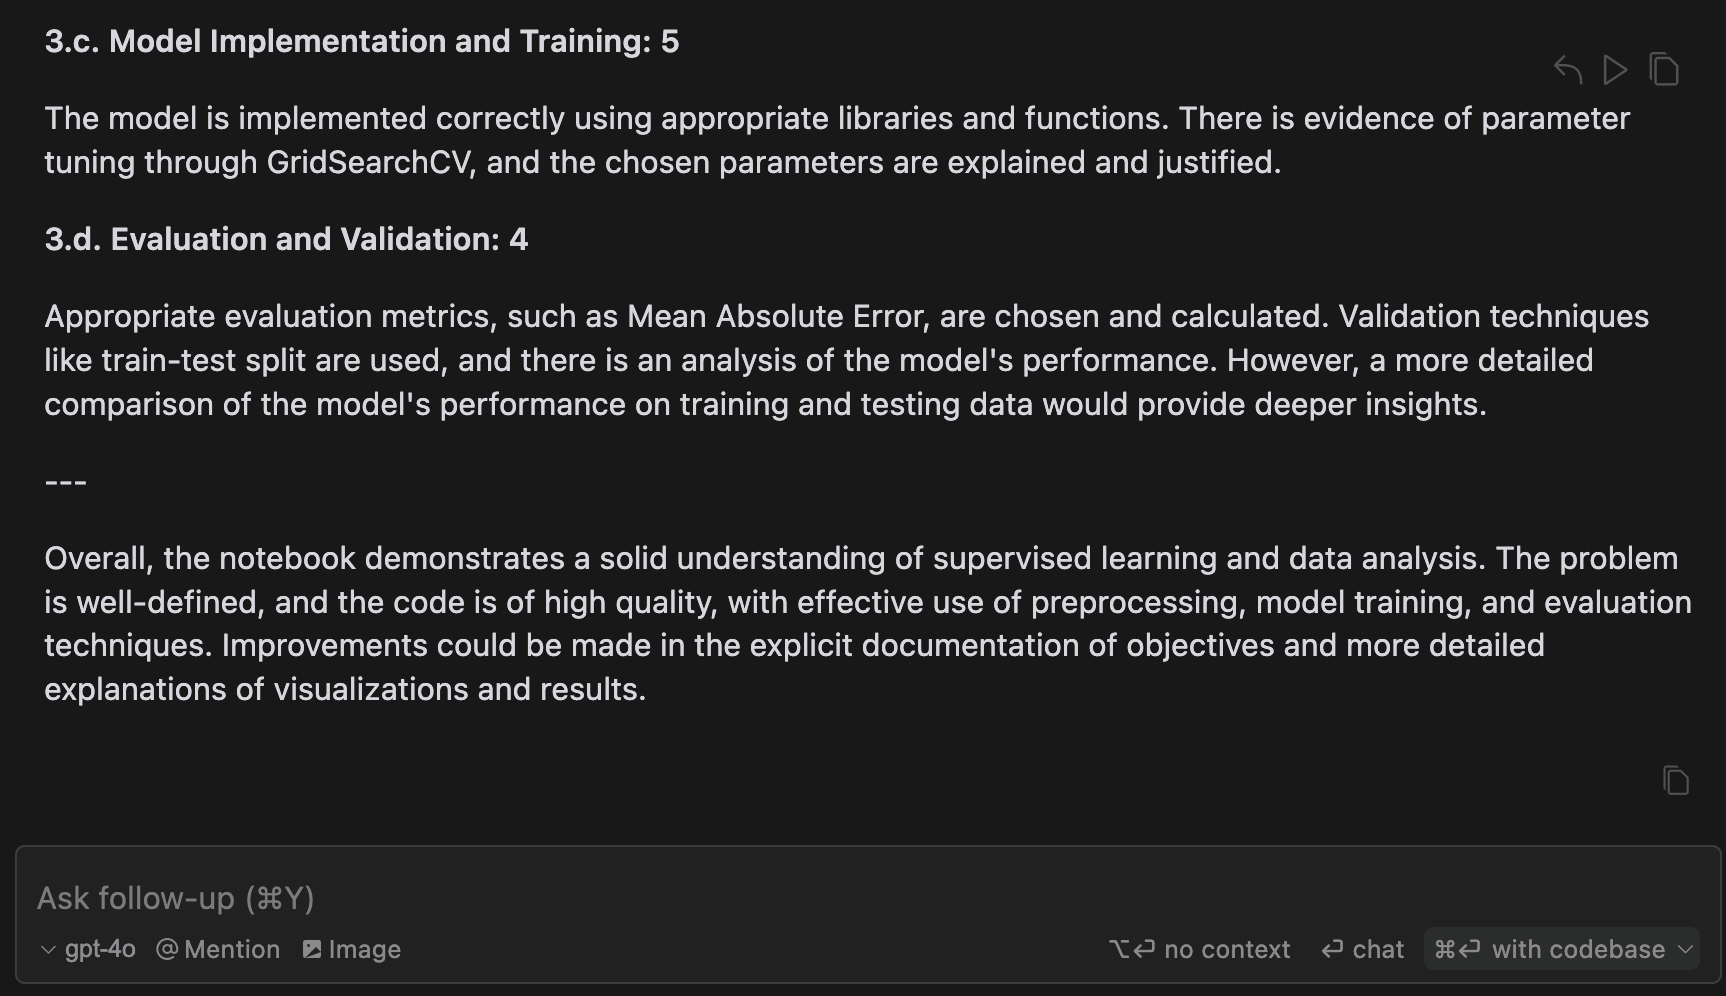 3.c. Model Implementation and Training: 5
The model is implemented correctly using appropriate libraries and functions. There is evidence of parameter
tuning through GridSearchCV, and the chosen parameters are explained and justified.
3.d. Evaluation and Validation: 4
Appropriate evaluation metrics, such as Mean Absolute Error, are chosen and calculated. Validation techniques
like train-test split are used, and there is an analysis of the model's performance. However, a more detailed
comparison of the model's performance on training and testing data would provide deeper insights.
---
Overall, the notebook demonstrates a solid understanding of supervised learning and data analysis. The problem
is well-defined, and the code is of high quality, with effective use of preprocessing, model training, and evaluation
techniques. Improvements could be made in the explicit documentation of objectives and more detailed
explanations of visualizations and results.
Ask follow-up (⌘Y)
gpt-4o @ Mention Image ⌥⏎ no context ⏎ chat ⌘⏎ with codebase